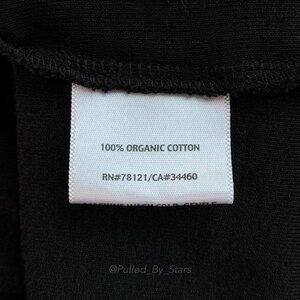 100% ORGANIC COTTON
RN#78121/CA#34460
@Pulled_By_Stars